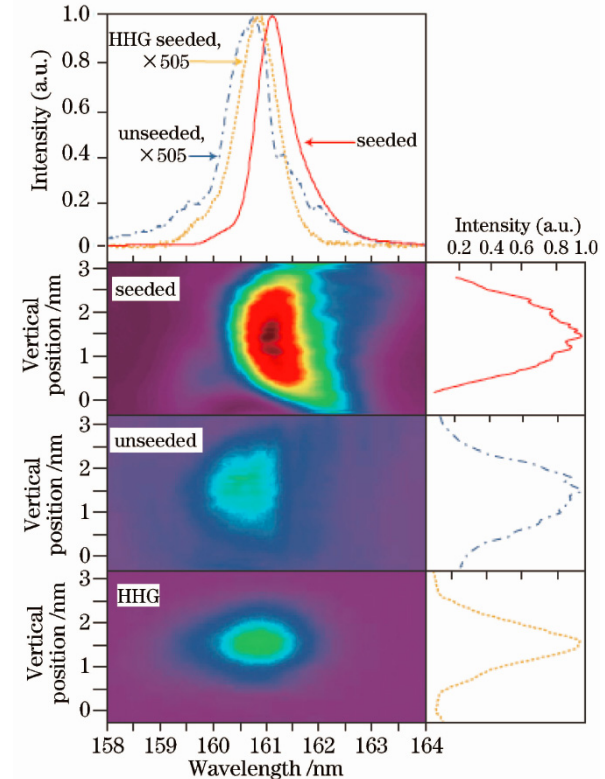 1.0
HHG seeded,
×505
0.8
0.6
unseeded,
×505
seeded
0.4
0.2
0
Intensity (a.u.)
Intensity (a.u.)
0.2 0.4 0.6 0.8 1.0
3
seeded
2
1
0
Vertical
position /nm
3
unseeded
2
1
0
Vertical
position /nm
3
HHG
2
1
0
Vertical
position /nm
158 159 160 161 162 163 164
Wavelength /nm